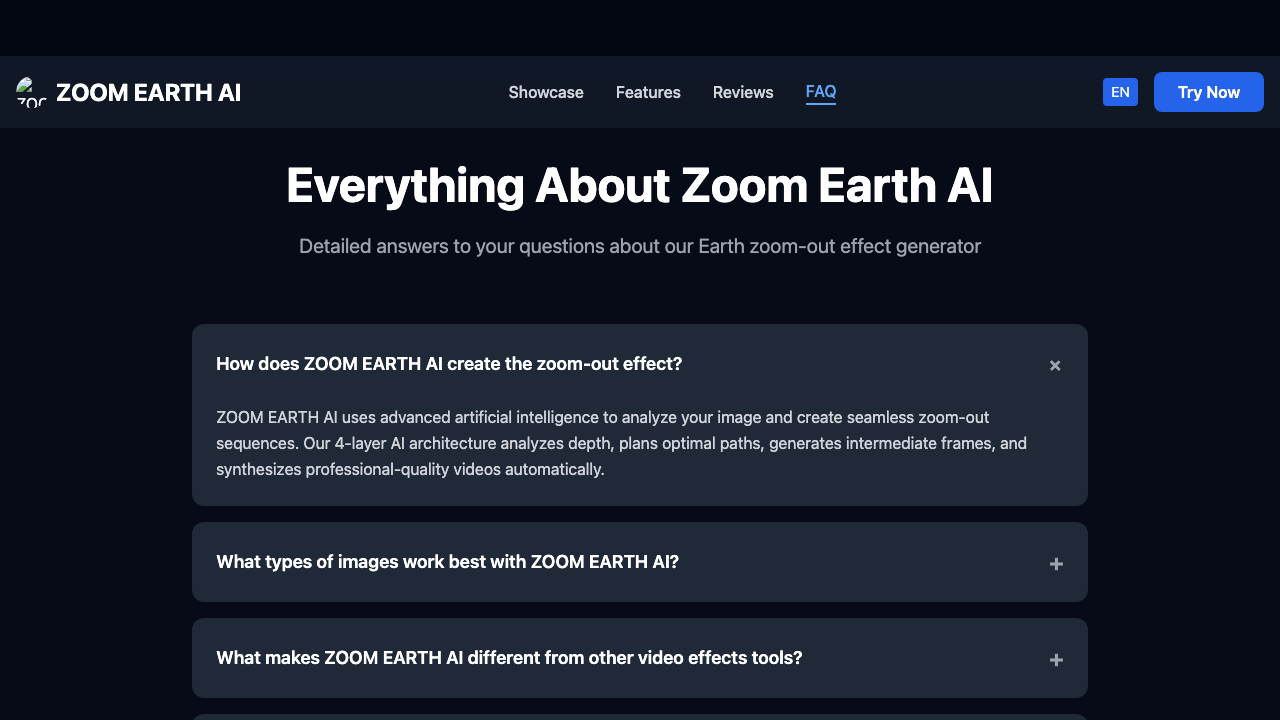 ZOOM EARTH AI
Showcase
Features
Reviews
FAQ
EN
Try Now
Everything About Zoom Earth AI
Detailed answers to your questions about our Earth zoom-out effect generator
How does ZOOM EARTH AI create the zoom-out effect?
ZOOM EARTH AI uses advanced artificial intelligence to analyze your image and create seamless zoom-out
sequences. Our 4-layer AI architecture analyzes depth, plans optimal paths, generates intermediate frames, and
synthesizes professional-quality videos automatically.
What types of images work best with ZOOM EARTH AI?
What makes ZOOM EARTH AI different from other video effects tools?